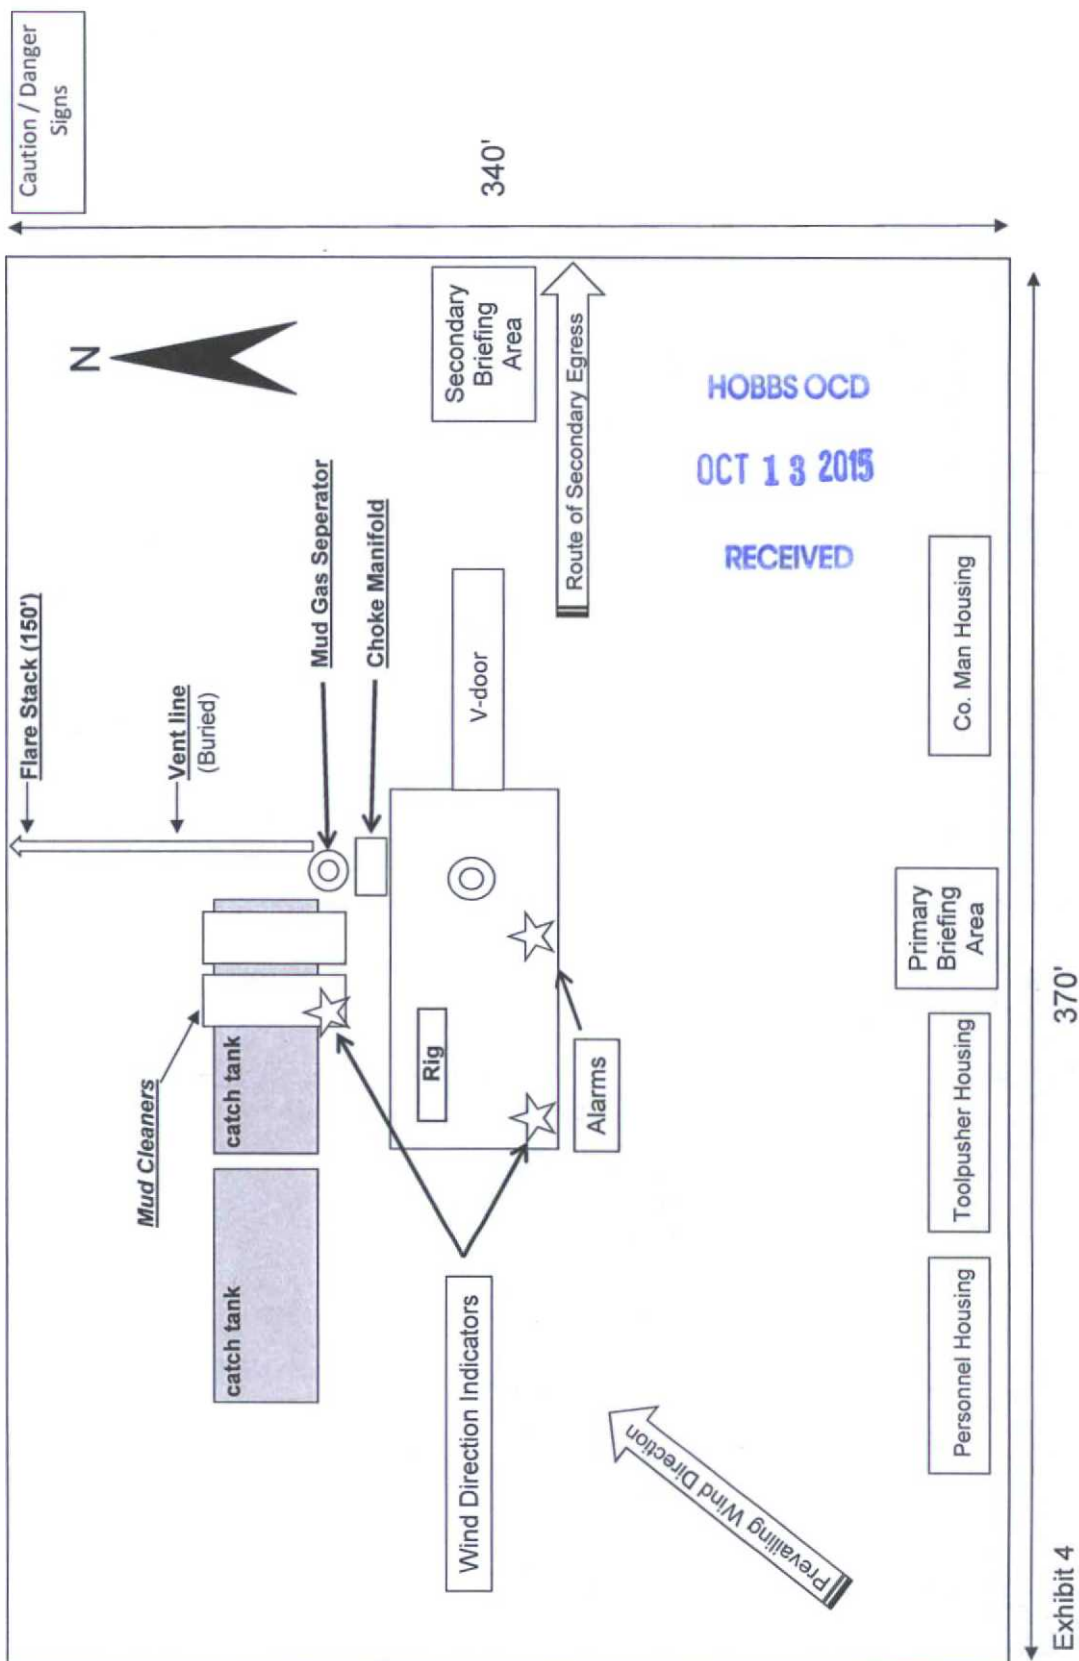 Caution / Danger
Signs
N
Flare Stack (150')
Vent line
(Buried)
Mud Cleaners
catch tank
catch tank
Mud Gas Seperator
Choke Manifold
340'
Secondary
Briefing
Area
Rig
V-door
Wind Direction Indicators
Alarms
Route of Secondary Egress
Prevailing Wind Direction
HOBBS OCD
OCT 13 2015
RECEIVED
Personnel Housing
Toolpusher Housing
Primary
Briefing
Area
Co. Man Housing
370'
Exhibit 4